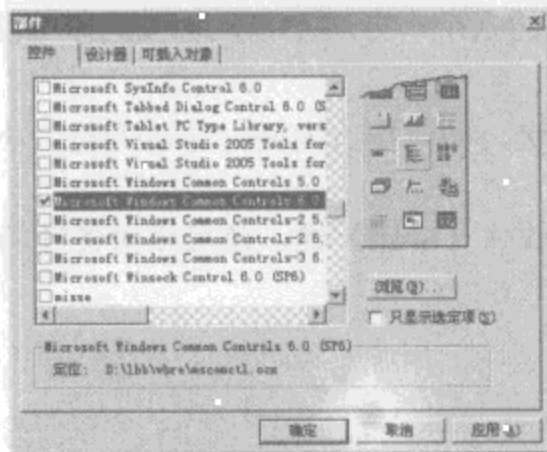 部件
控件
设计器
可插入对象
Microsoft SysInfo Control 6.0
Microsoft Tabbed Dialog Control 6.0 (S
Microsoft Tablet PC Type Library, vers
Microsoft Visual Studio 2005 Tools for
Microsoft Visual Studio 2005 Tools for
Microsoft Windows Common Controls 5.0
Microsoft Windows Common Controls 6.0
Microsoft Windows Common Controls-2 5.
Microsoft Windows Common Controls-2 6.
Microsoft Windows Common Controls-3 6.
Microsoft Winsock Control 6.0 (SP6)
浏览(B)...
只显示选定项(S)
Microsoft Windows Common Controls 6.0 (SP6)
定位: D:\lbb\vbre\mscomctl.ocx
确定
取消
应用(A)